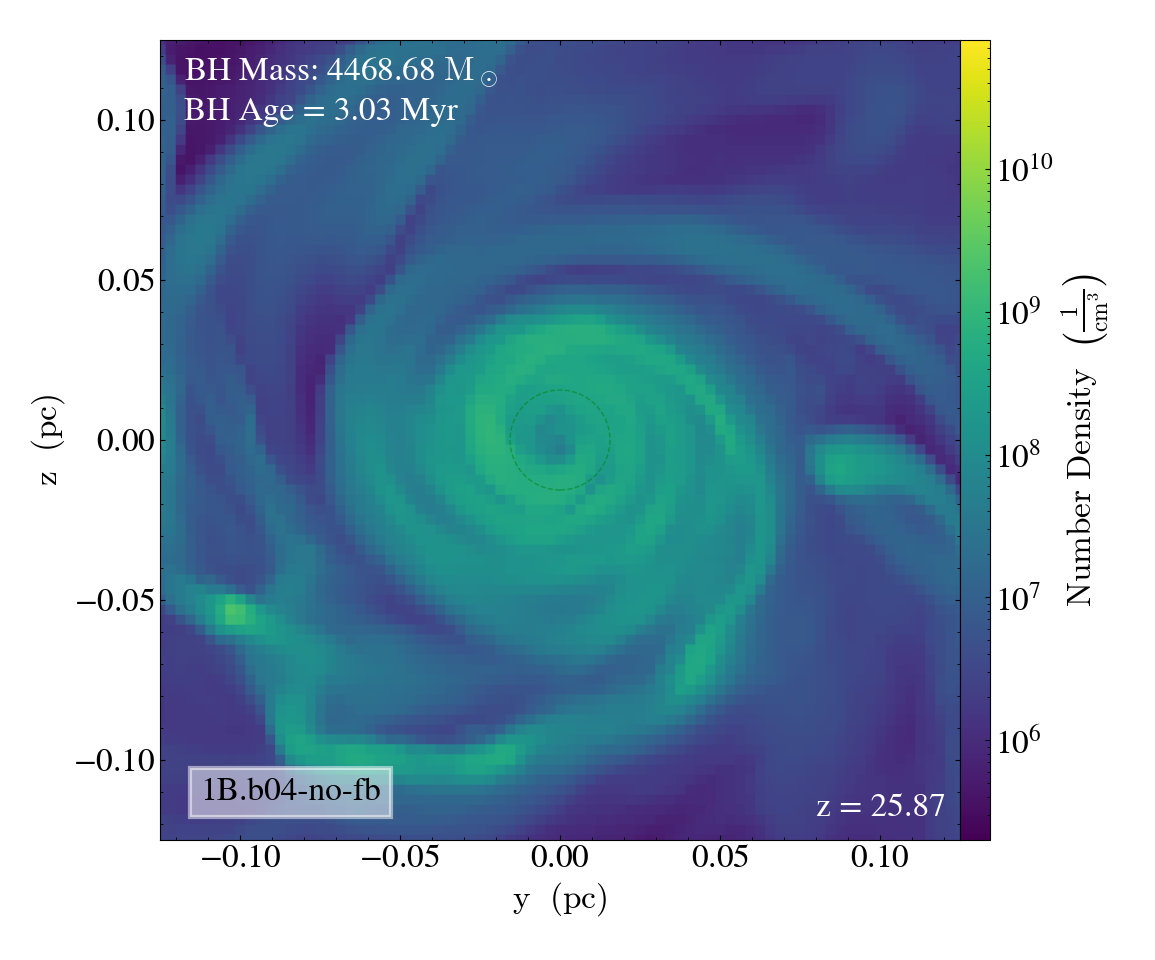 BH Mass: 4468.68 M⊙
BH Age = 3.03 Myr
1B.b04-no-fb
z = 25.87
0.10
0.05
0.00
−0.05
−0.10
z (pc)
−0.10
−0.05
0.00
0.05
0.10
y (pc)
10¹⁰
10⁹
10⁸
10⁷
10⁶
Number Density (1/cm³)